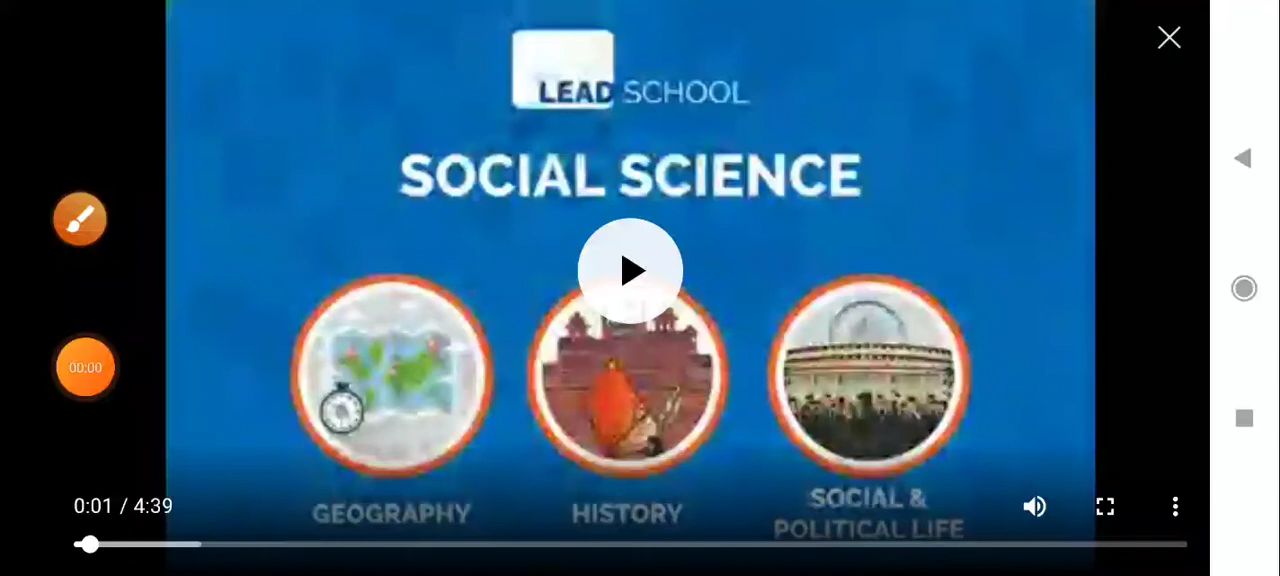 LEAD SCHOOL
SOCIAL SCIENCE
00:00
0:01 / 4:39
GEOGRAPHY
HISTORY
SOCIAL &
POLITICAL LIFE